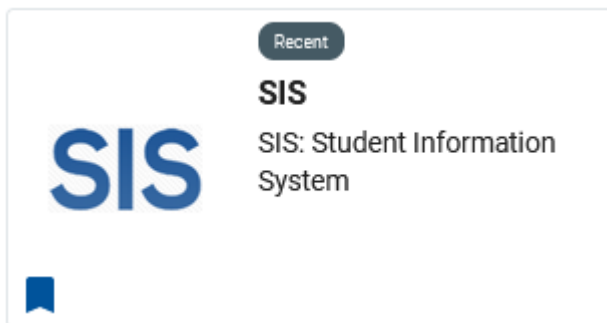 Recent
SIS
SIS
SIS: Student Information
System